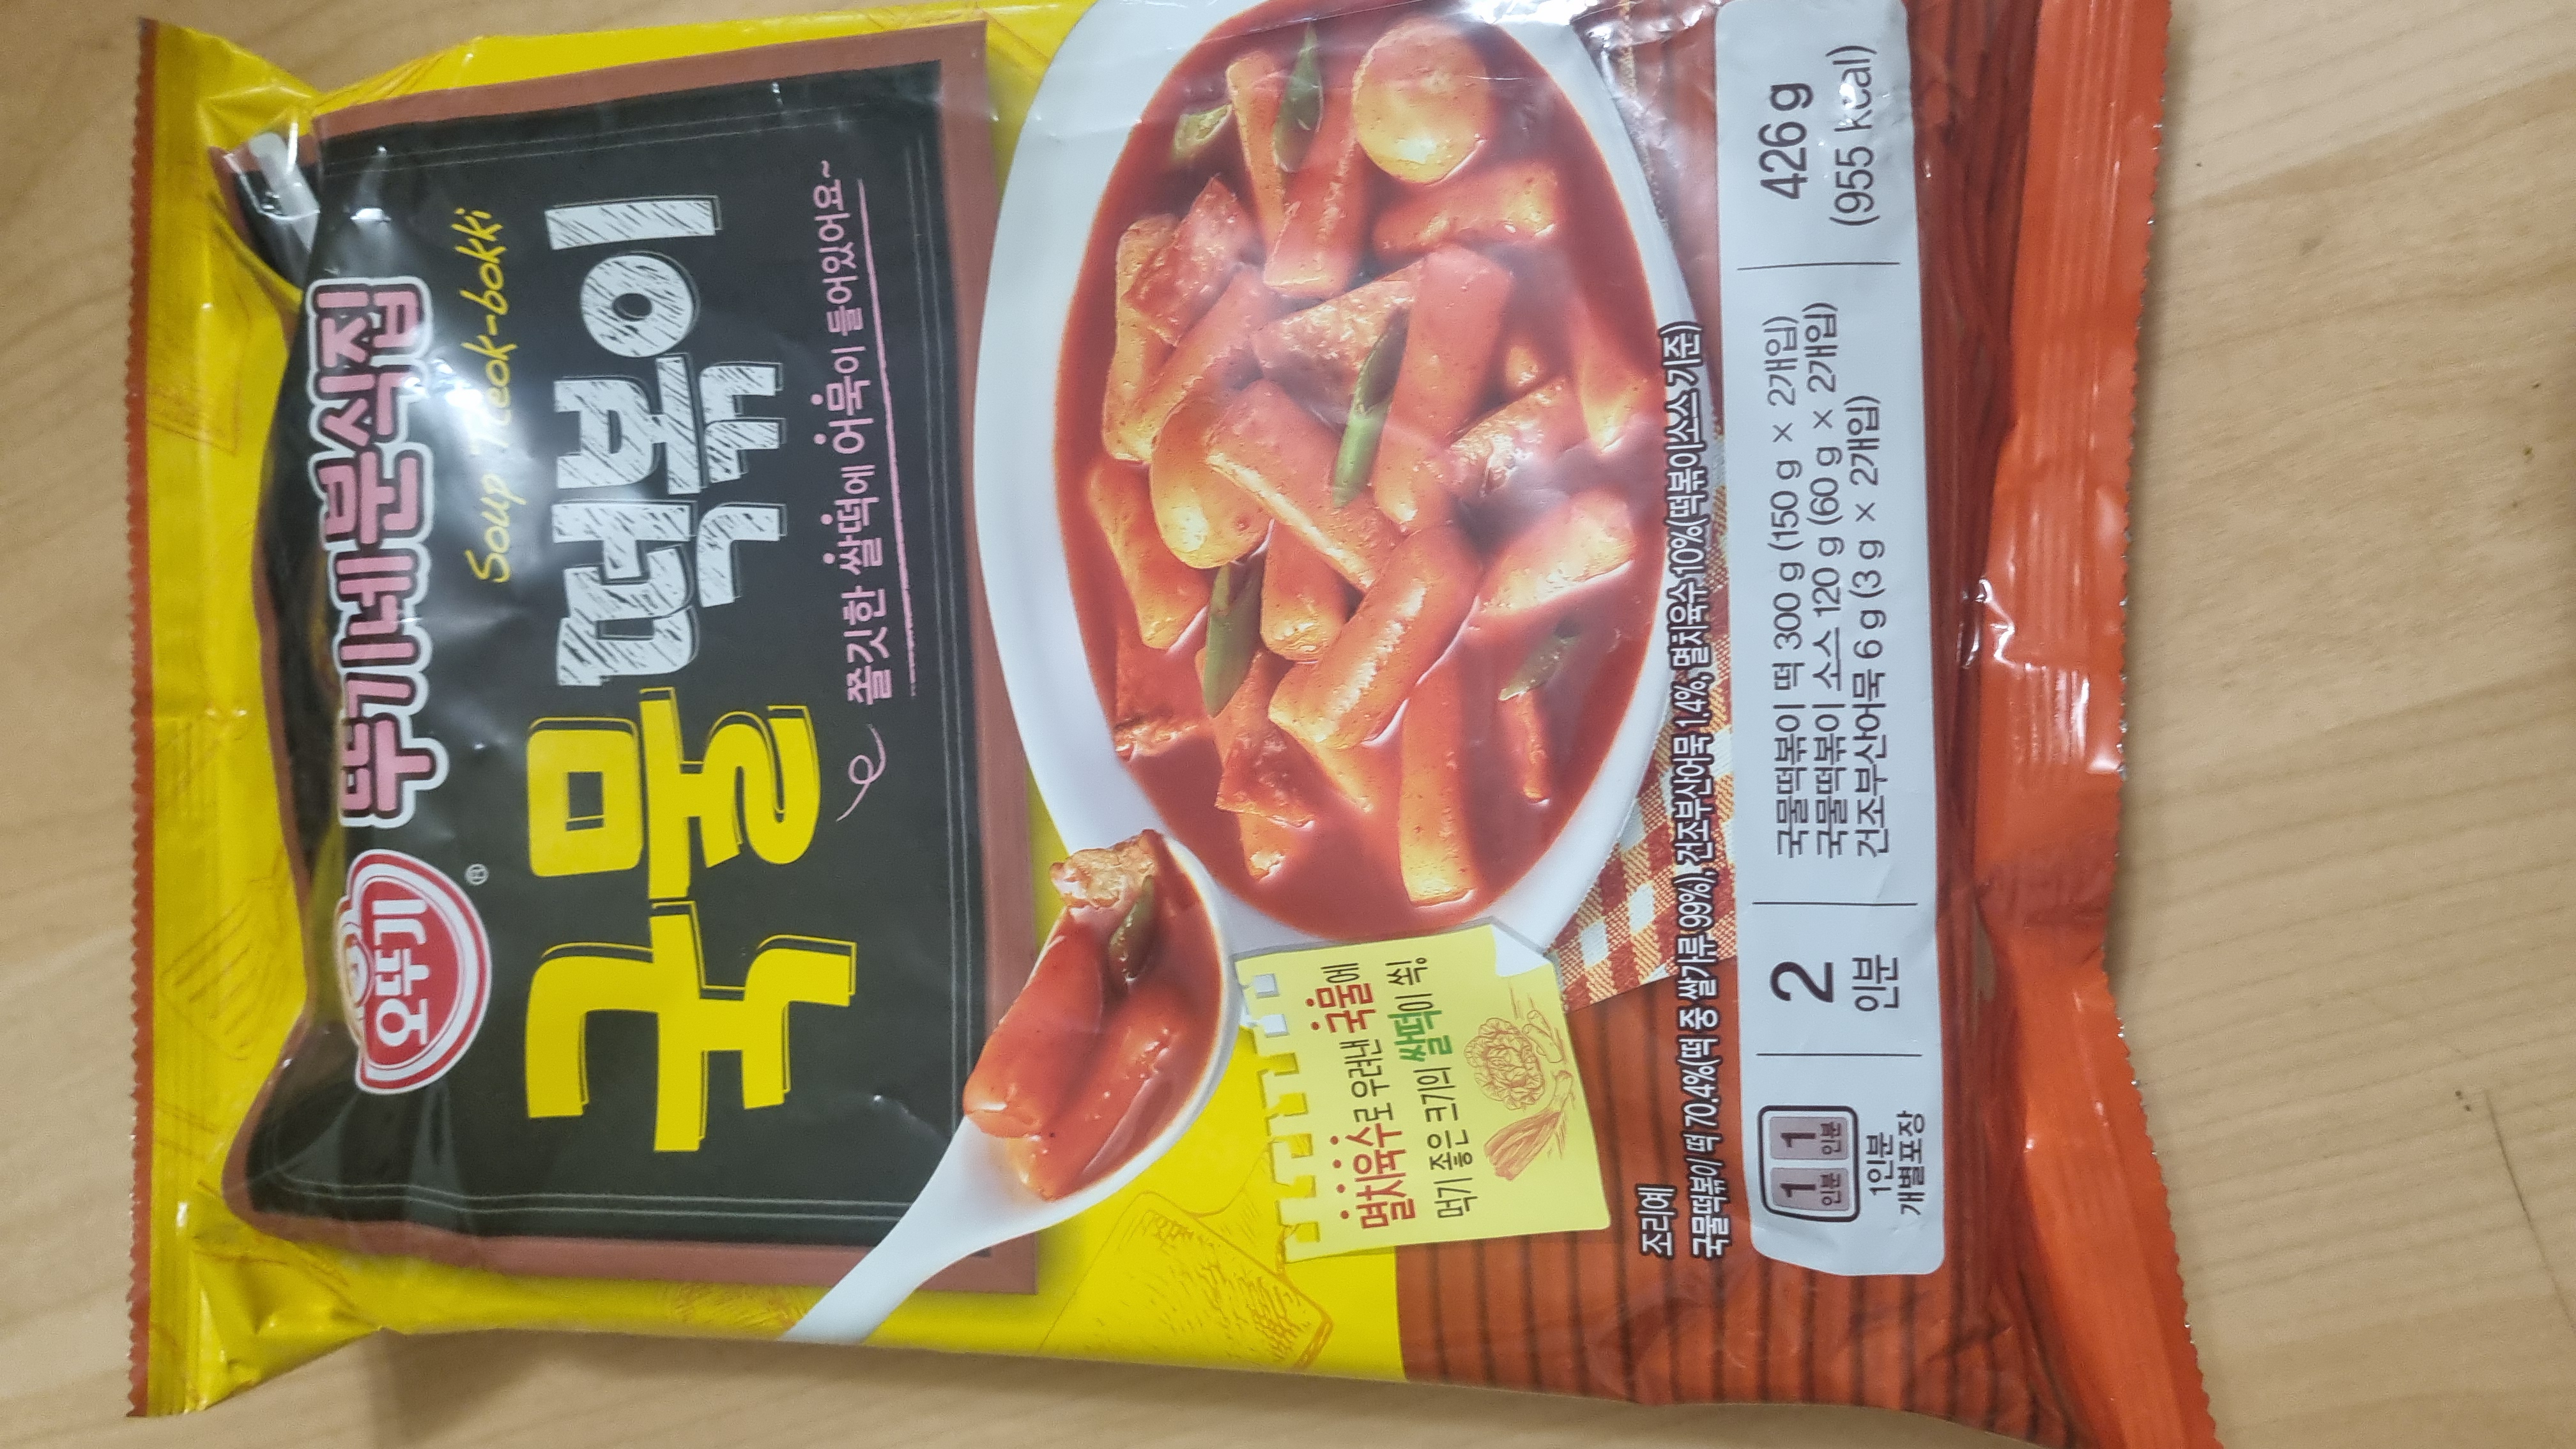 오뚜기
®
뚜기네분식집
Soup Tteok-bokki
국물떡볶이
쫄깃한 쌀떡에 어묵이 들어있어요~
멸치육수로 우려낸 국물에
먹기 좋은 크기의 쌀떡이 쏙!
조리예
국물떡볶이 떡 70.4%(떡 중 쌀가루 99%), 건조부산어묵 1.4%, 멸치육수 10%(떡볶이소스 기준)
1 인분 1 인분
1인분
개별포장
2
인분
국물떡볶이 떡 300 g (150 g × 2개입)
국물떡볶이 소스 120 g (60 g × 2개입)
건조부산어묵 6 g (3 g × 2개입)
426 g
(955 kcal)